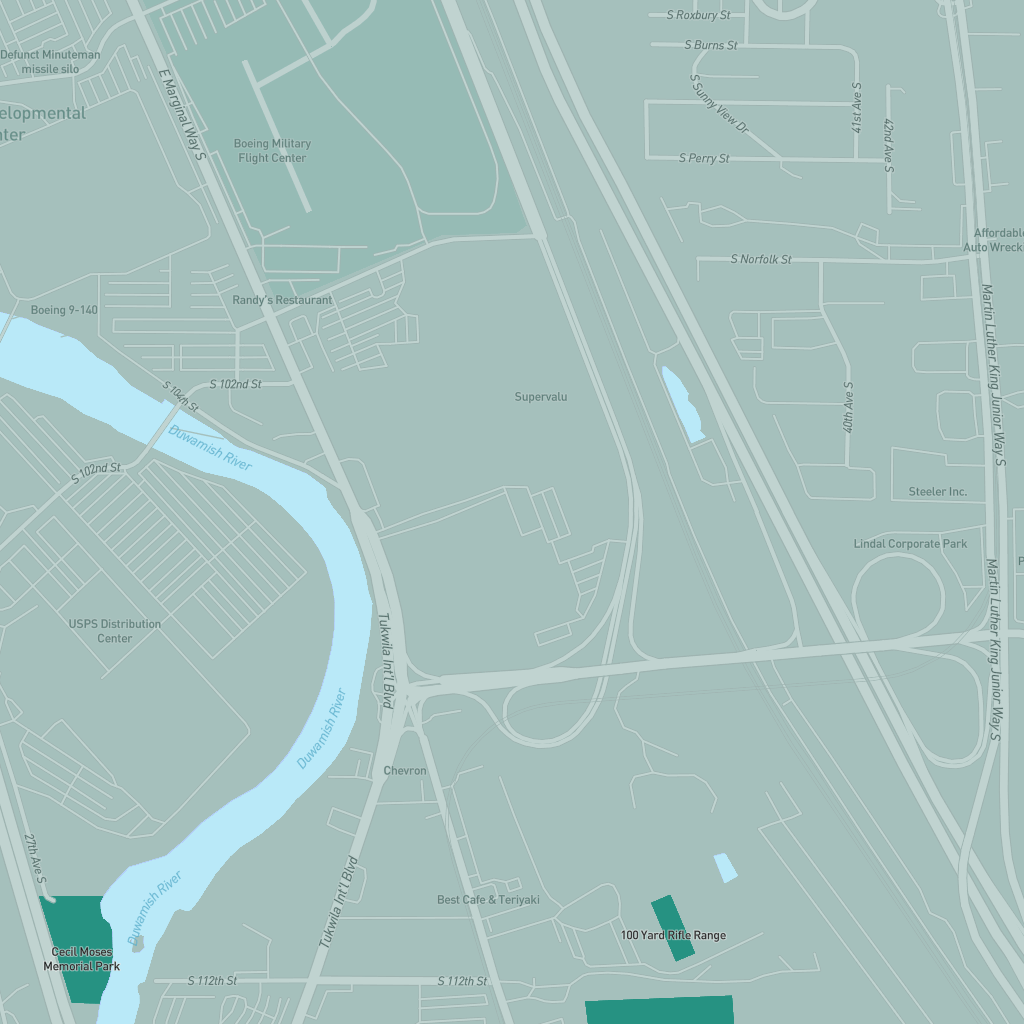 S Roxbury St
S Burns St
Defunct Minuteman
missile silo
E Marginal Way S
S Sunny View Dr
41st Ave S
42nd Ave S
elopmental
nter
Boeing Military
Flight Center
S Perry St
Affordable
Auto Wreck
S Norfolk St
Randy's Restaurant
Boeing 9-140
Martin Luther King Junior Way S
S 102nd St
S 104th St
Supervalu
40th Ave S
Duwamish River
S 102nd St
Steeler Inc.
Lindal Corporate Park
P
Martin Luther King Junior Way S
USPS Distribution
Center
Tukwila Int'l Blvd
Duwamish River
Chevron
27th Ave S
Tukwila Int'l Blvd
Duwamish River
Best Cafe & Teriyaki
100 Yard Rifle Range
Cecil Moses
Memorial Park
S 112th St
S 112th St